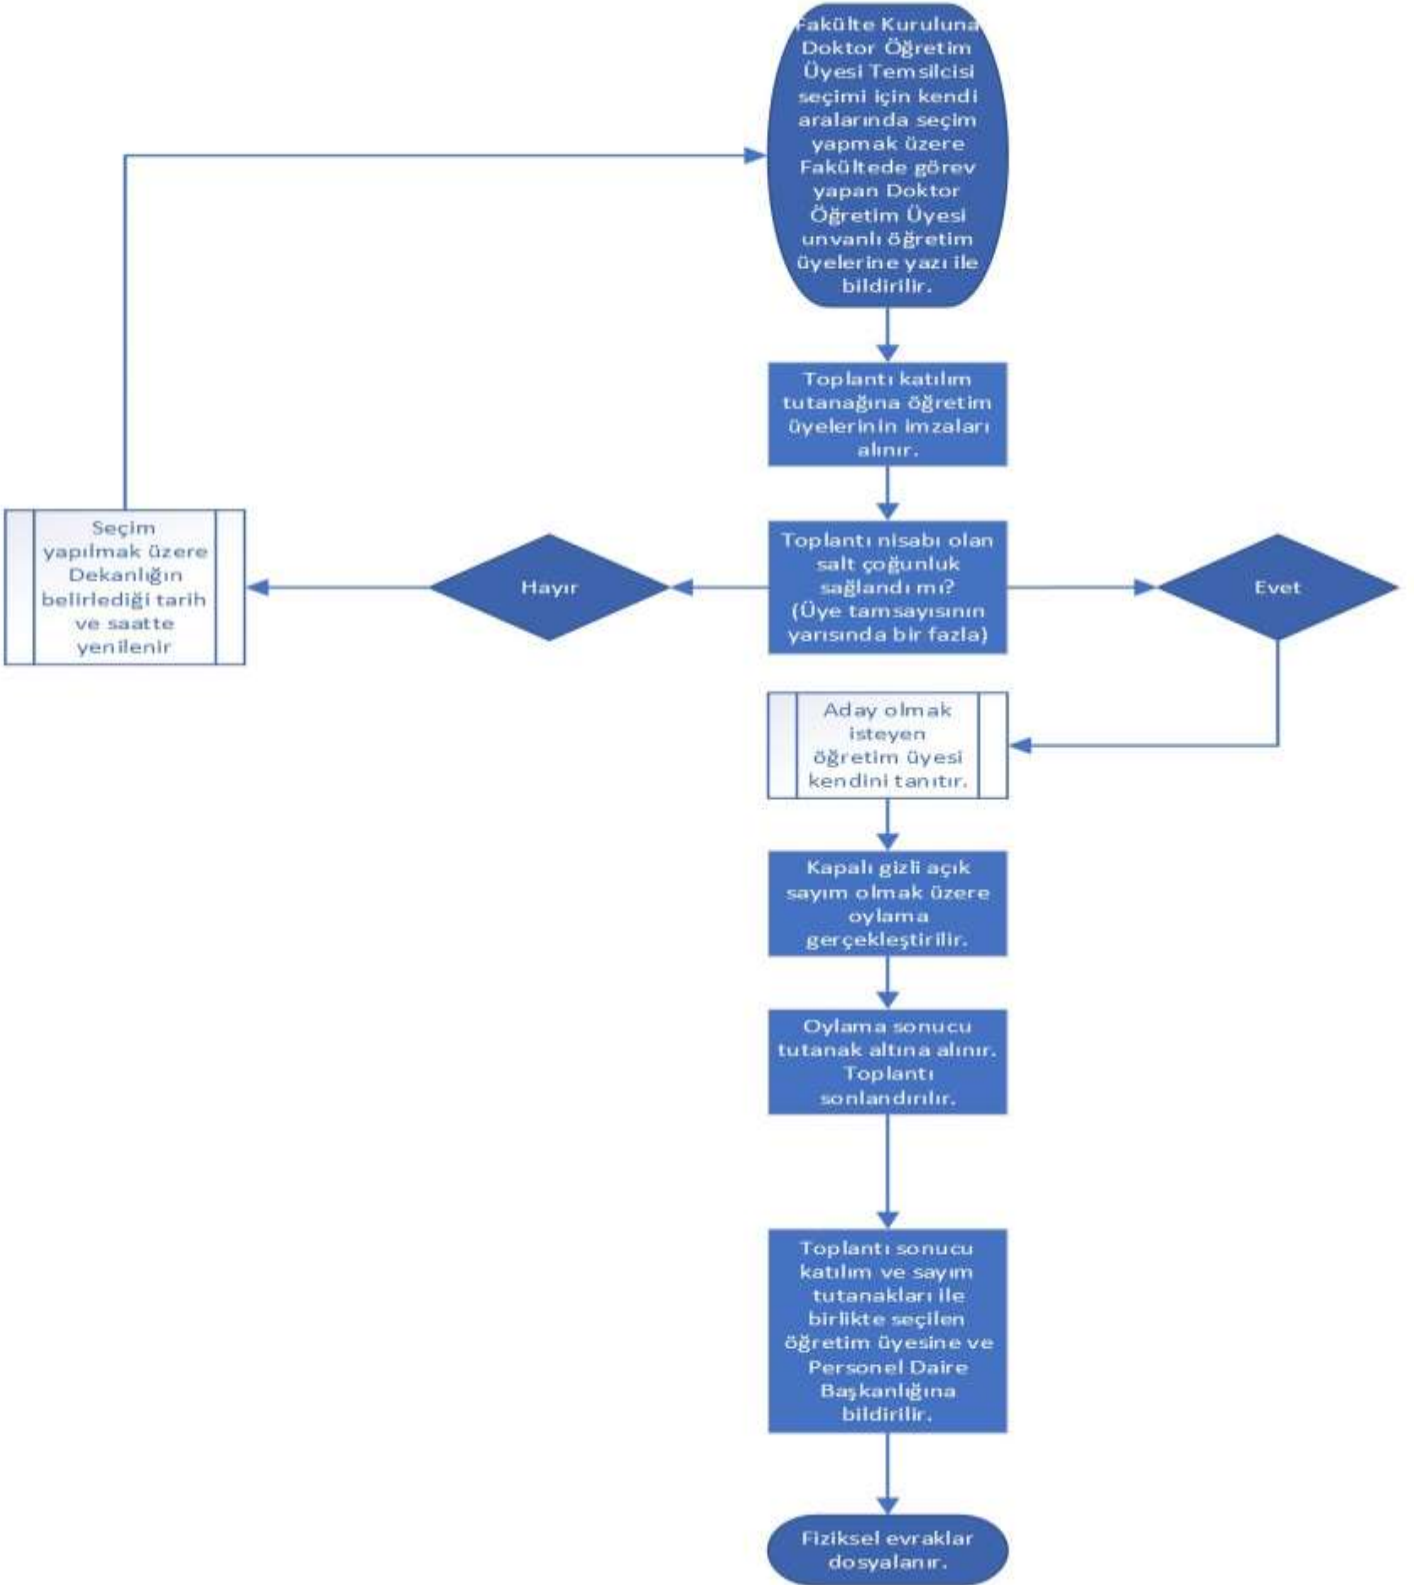 Fakülte Kuruluna
Doktor Öğretim
Üyesi Temsilcisi
seçimi için kendi
aralarında seçim
yapmak üzere
Fakültede görev
yapan Doktor
Öğretim Üyesi
unvanlı öğretim
üyelerine yazı ile
bildirilir.
Toplantı katılım
tutanağına öğretim
üyelerinin imzaları
alınır.
Toplantı nisabı olan
salt çoğunluk
sağlandı mı?
(Üye tamsayısının
yarısında bir fazla)
Hayır
Seçim
yapılmak üzere
Dekanlığın
belirlediği tarih
ve saatte
yenilenir
Evet
Aday olmak
isteyen
öğretim üyesi
kendini tanıtır.
Kapalı gizli açık
sayım olmak üzere
oylama
gerçekleştirilir.
Oylama sonucu
tutanak altına alınır.
Toplantı
sonlandırılır.
Toplantı sonucu
katılım ve sayım
tutanakları ile
birlikte seçilen
öğretim üyesine ve
Personel Daire
Başkanlığına
bildirilir.
Fiziksel evraklar
dosyalanır.